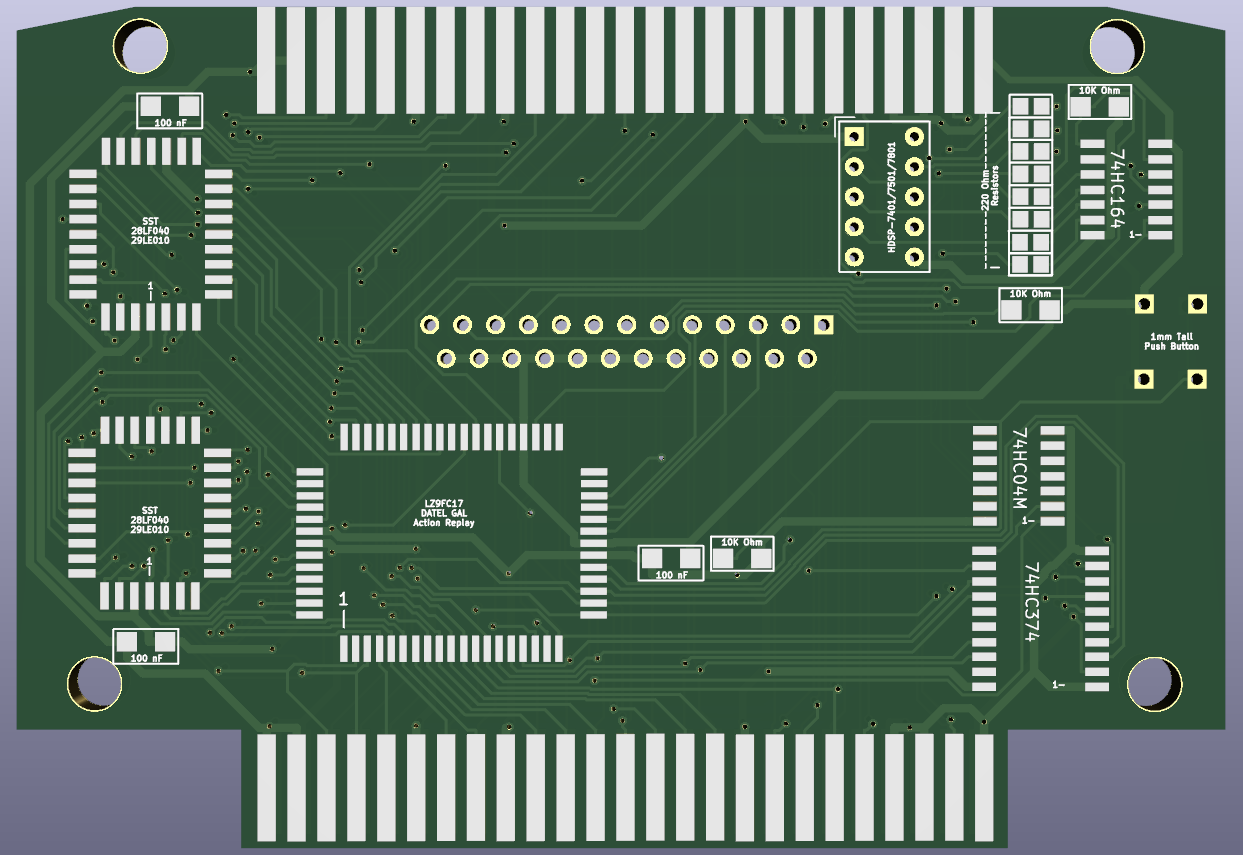 10K Ohm
100 nF
74HC164
1-
HDSP-7401/7501/7601
220 Ohm
Resistors
SST
28LF040
29LE010
1
10K Ohm
1mm Tall
Push Button
74HC04M
1-
LZ9FC17
DATEL GAL
Action Replay
SST
28LF040
29LE010
1
10K Ohm
100 nF
74HC374
1-
1
100 nF